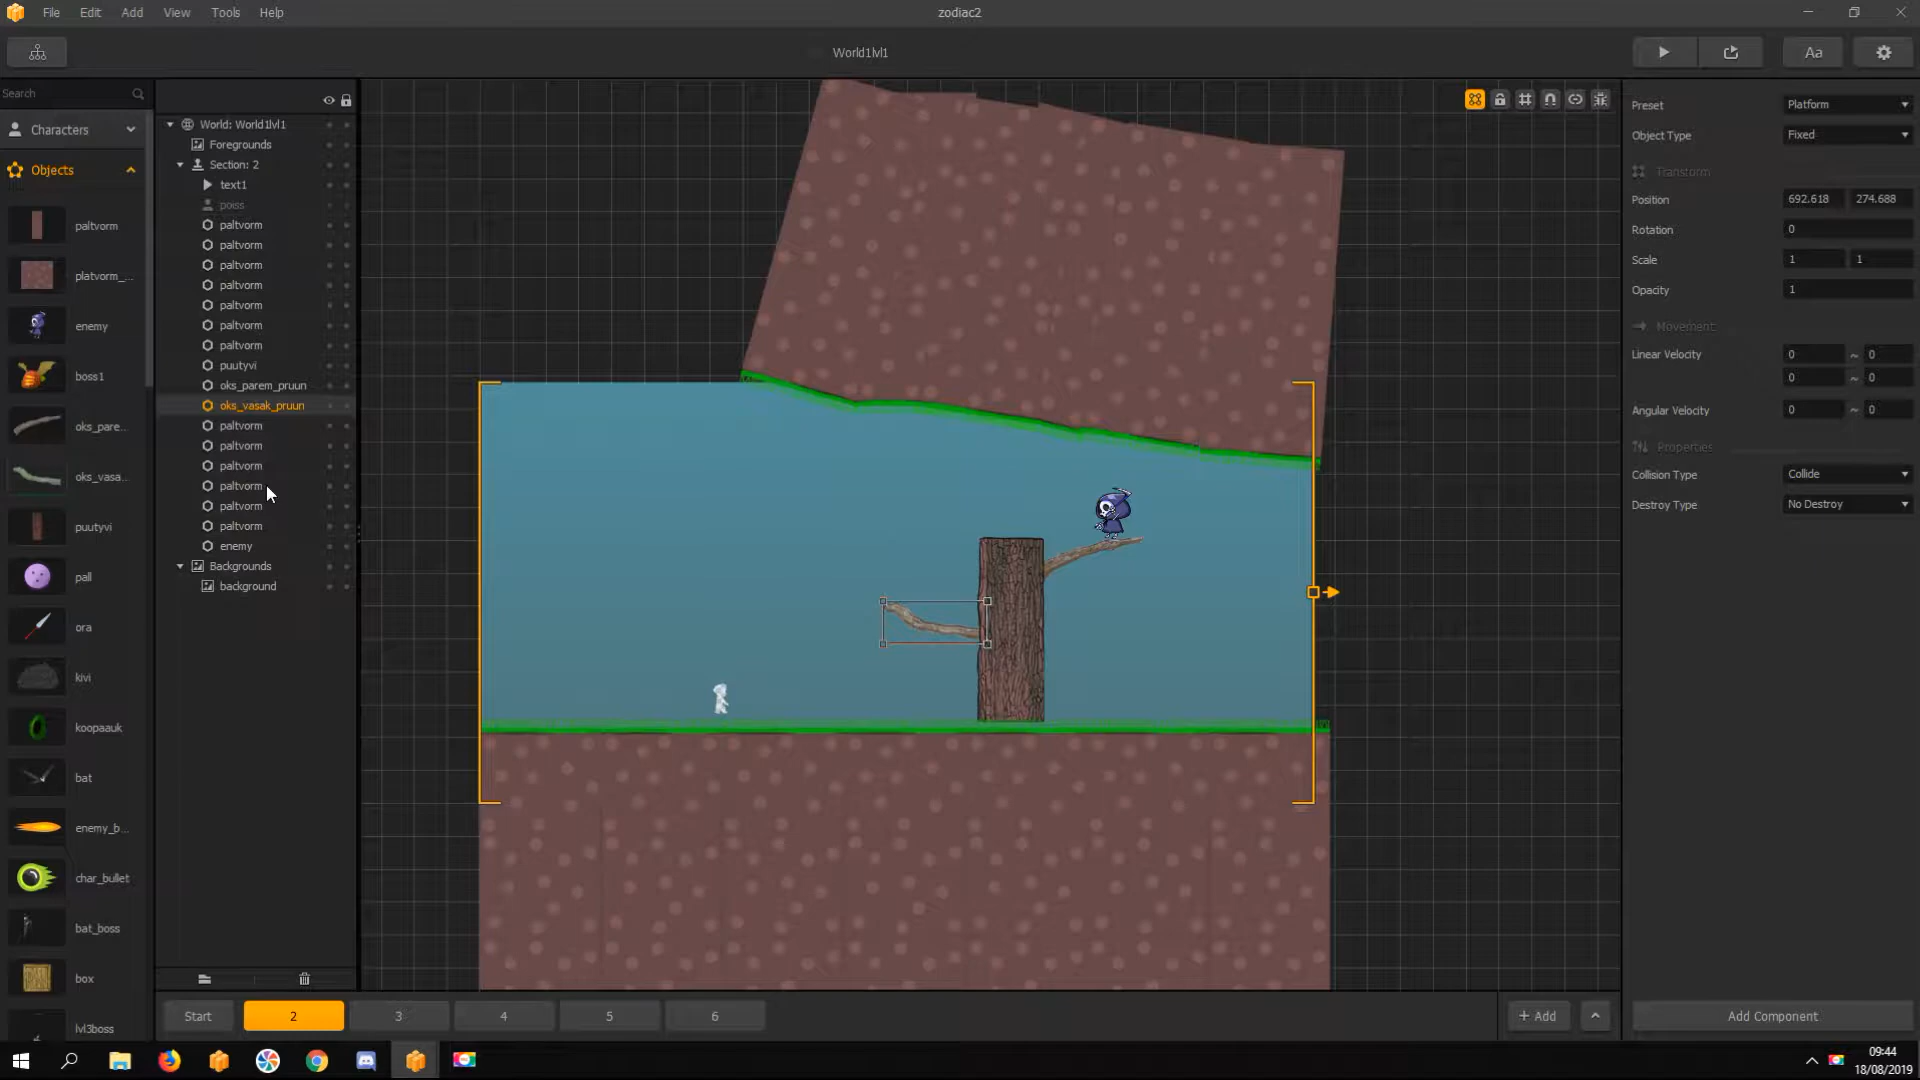 File Edit View Add Tools Help
zodiac2
World1lvl1
Aa
Search
Characters
Objects
paltvorm
platvorm_...
enemy
boss1
oks_pare...
oks_vasa...
puutyvi
pall
ora
kivi
koopaauk
bat
enemy_b...
char_bullet
bat_boss
box
lvl3boss
World: World1lvl1
Foregrounds
Section: 2
text1
poiss
paltvorm
paltvorm
paltvorm
paltvorm
paltvorm
paltvorm
paltvorm
puutyvi
oks_parem_pruun
oks_vasak_pruun
paltvorm
paltvorm
paltvorm
paltvorm
paltvorm
paltvorm
enemy
Backgrounds
background
Start 2 3 4 5 6
+ Add
Preset Platform
Object Type Fixed
Transform
Position 692.618 274.688
Rotation 0
Scale 1 1
Opacity 1
Movement
Linear Velocity 0 ~ 0
0 ~ 0
Angular Velocity 0 ~ 0
Properties
Collision Type Collide
Destroy Type No Destroy
Add Component
09:44
18/08/2019